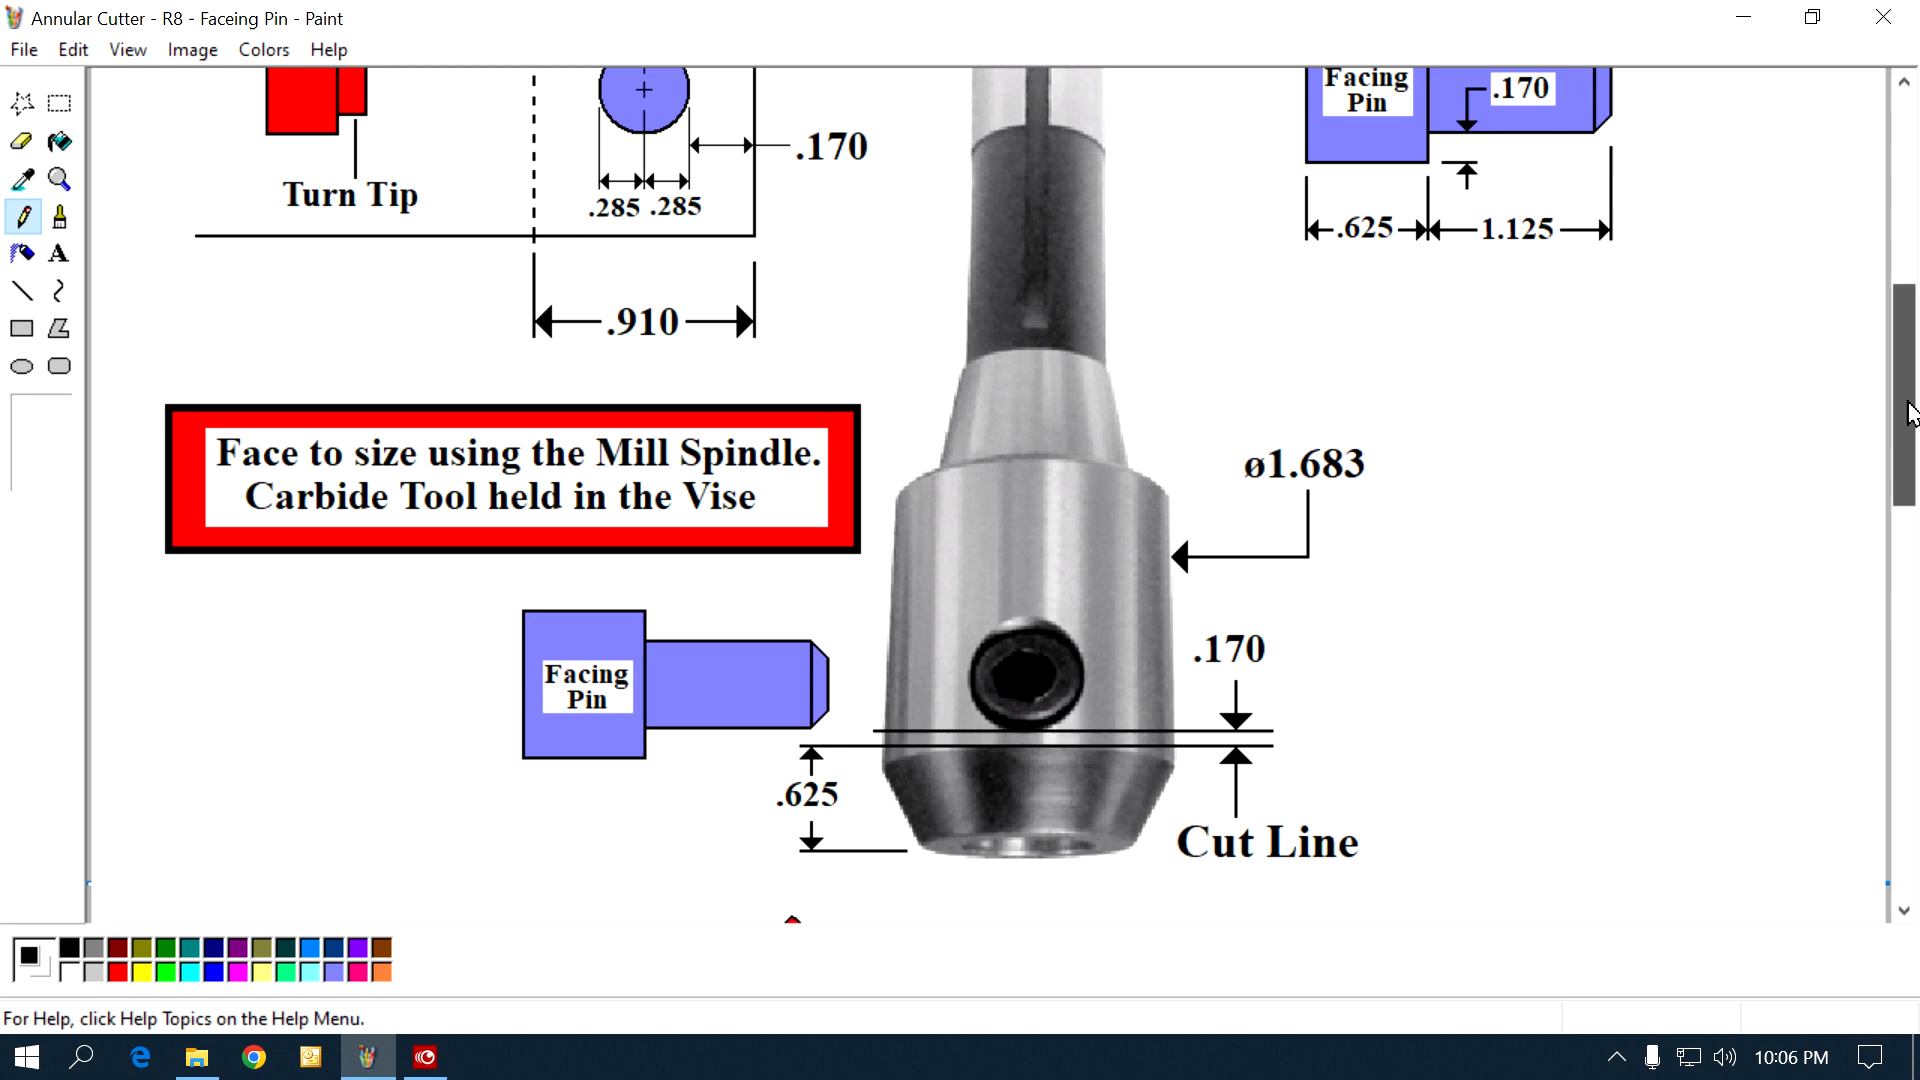 Annular Cutter - R8 - Faceing Pin - Paint
File Edit View Image Colors Help
Turn Tip
.170
.285 .285
.910
Facing
Pin
.170
.625 1.125
Face to size using the Mill Spindle.
Carbide Tool held in the Vise
ø1.683
Facing
Pin
.170
.625
Cut Line
For Help, click Help Topics on the Help Menu.
10:06 PM